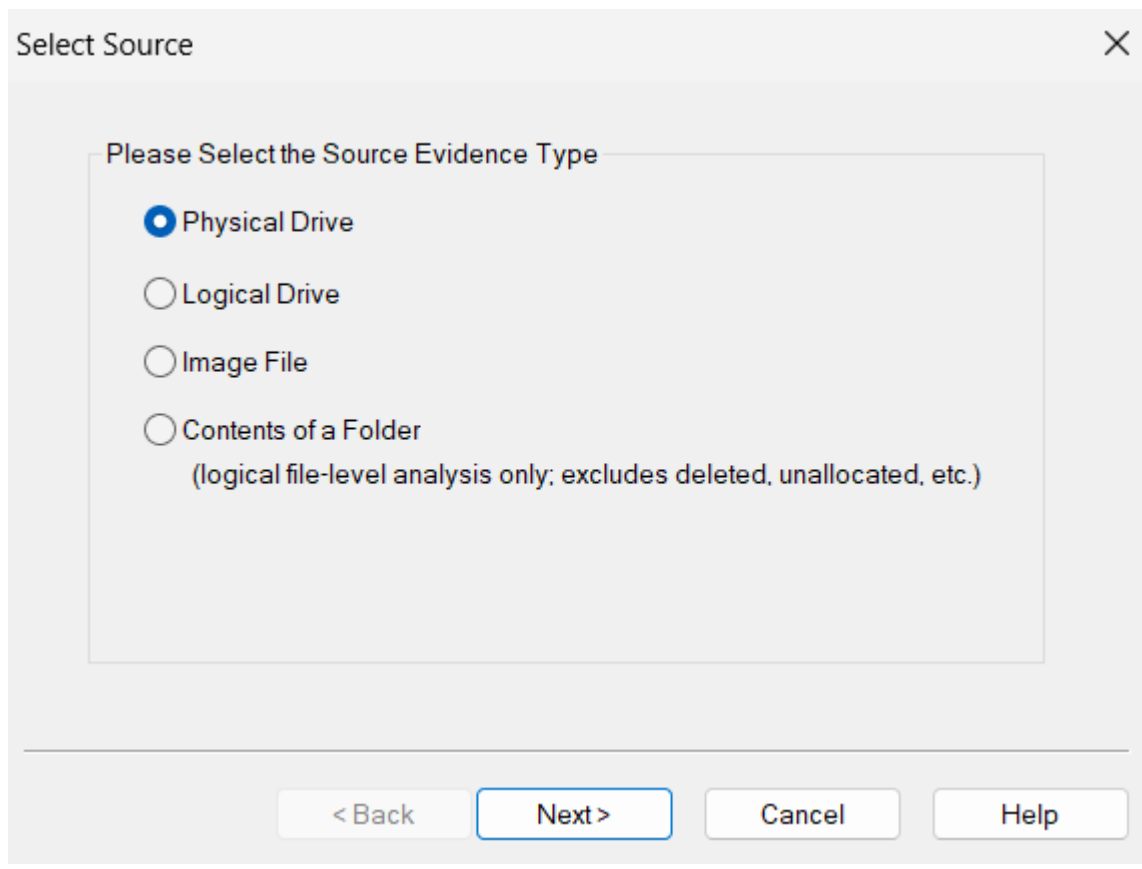 Select Source
Please Select the Source Evidence Type
Physical Drive
Logical Drive
Image File
Contents of a Folder
(logical file-level analysis only; excludes deleted, unallocated, etc.)
< Back
Next >
Cancel
Help